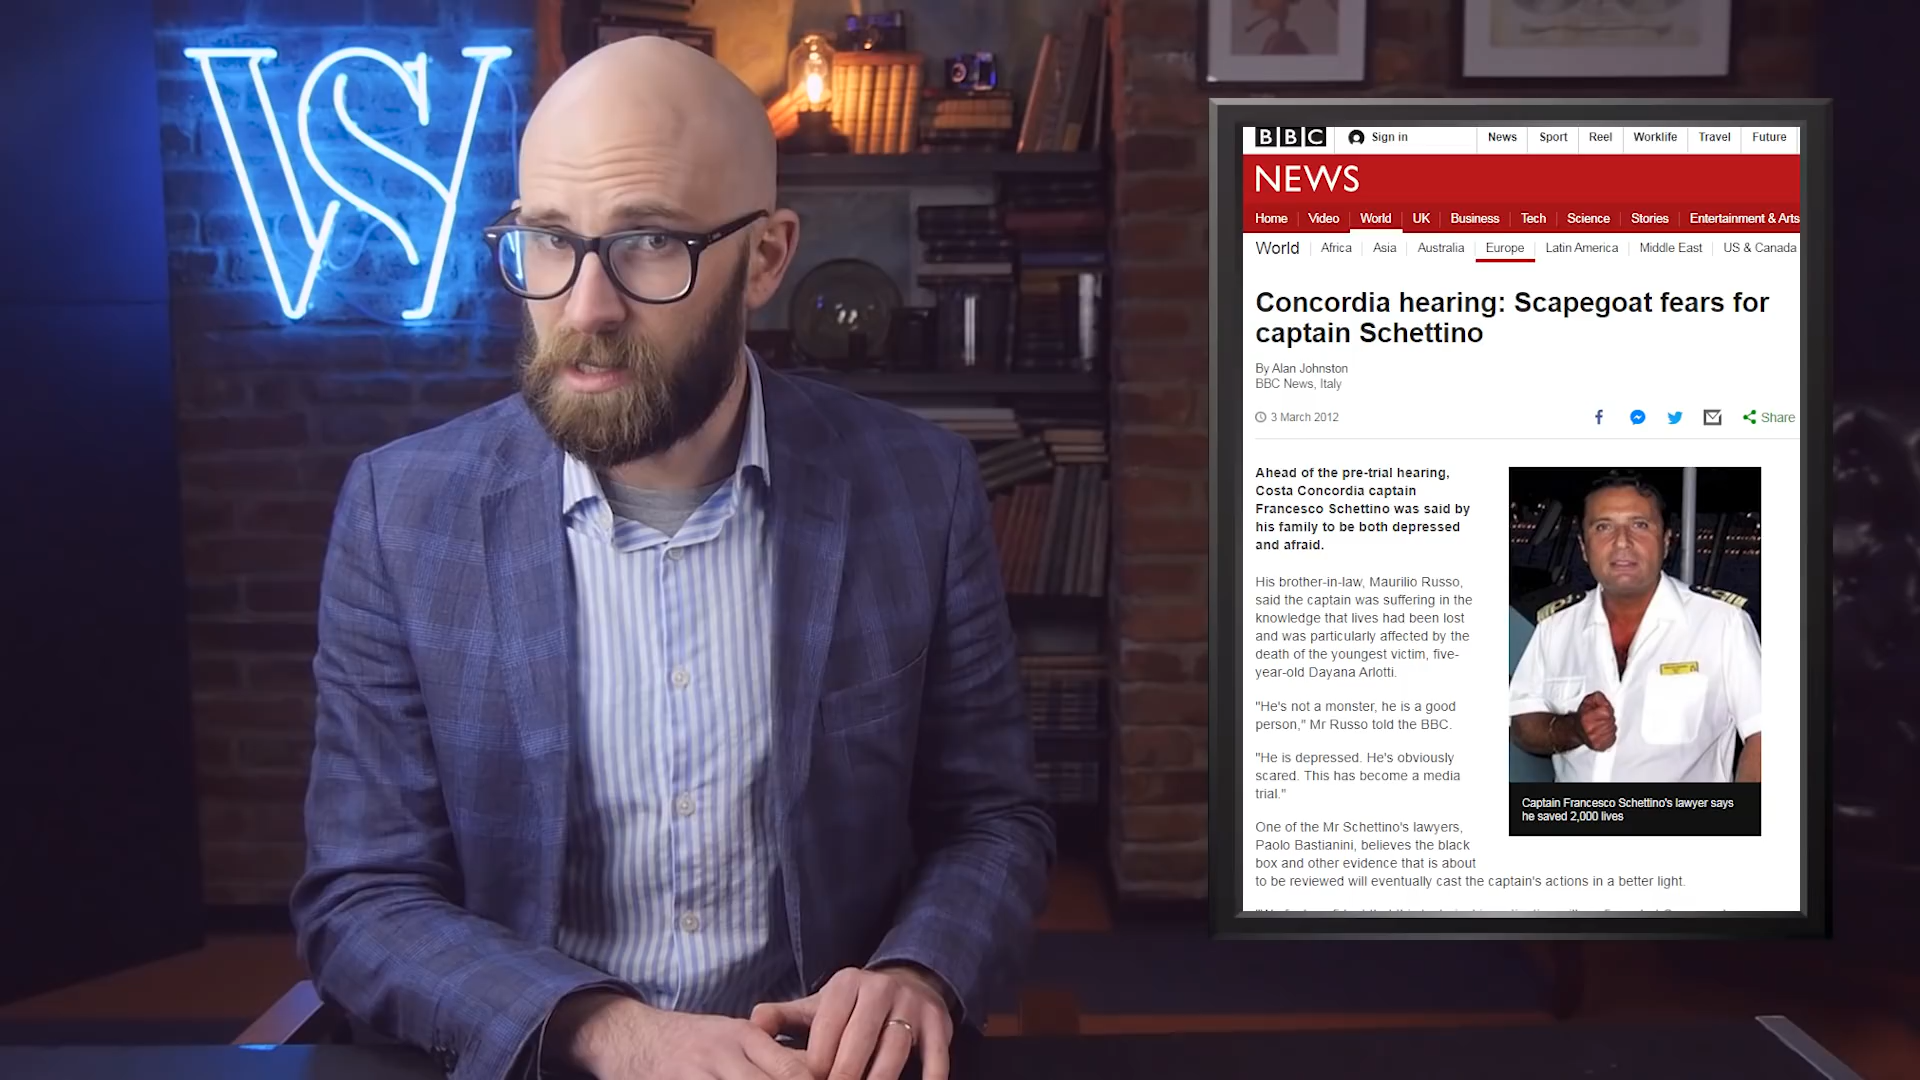 WS
BBC Sign in News Sport Reel Worklife Travel Future
NEWS
Home Video World UK Business Tech Science Stories Entertainment & Arts
World Africa Asia Australia Europe Latin America Middle East US & Canada
Concordia hearing: Scapegoat fears for
captain Schettino
By Alan Johnston
BBC News, Italy
3 March 2012
Share
Ahead of the pre-trial hearing,
Costa Concordia captain
Francesco Schettino was said by
his family to be both depressed
and afraid.
His brother-in-law, Maurilio Russo,
said the captain was suffering in the
knowledge that lives had been lost
and was particularly affected by the
death of the youngest victim, five-
year-old Dayana Arlotti.
"He's not a monster, he is a good
person," Mr Russo told the BBC.
"He is depressed. He's obviously
scared. This has become a media
trial."
One of the Mr Schettino's lawyers,
Paolo Bastianini, believes the black
box and other evidence that is about
to be reviewed will eventually cast the captain's actions in a better light.
Captain Francesco Schettino's lawyer says
he saved 2,000 lives